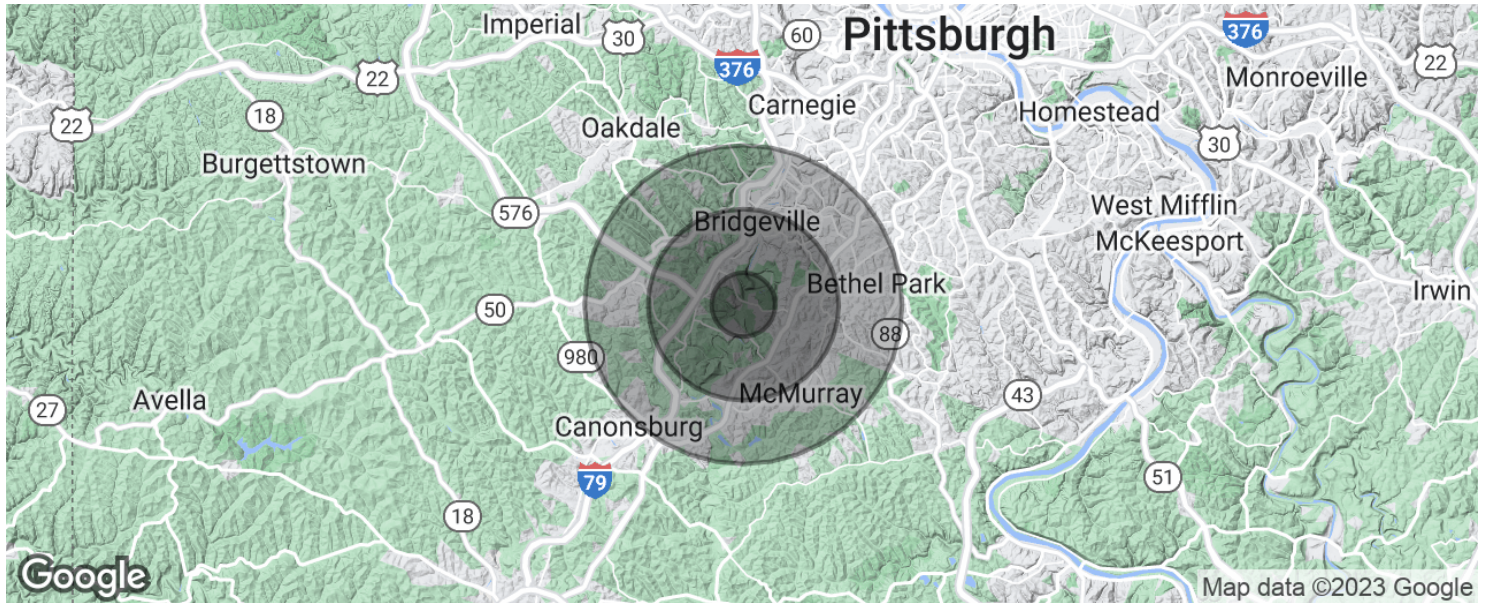 Imperial
30
60
Pittsburgh
376
376
22
22
Monroeville
Carnegie
18
22
Oakdale
Homestead
30
Burgettstown
576
Bridgeville
West Mifflin
McKeesport
Bethel Park
Irwin
50
88
980
McMurray
43
Avella
27
Canonsburg
79
51
18
Google
Map data ©2023 Google